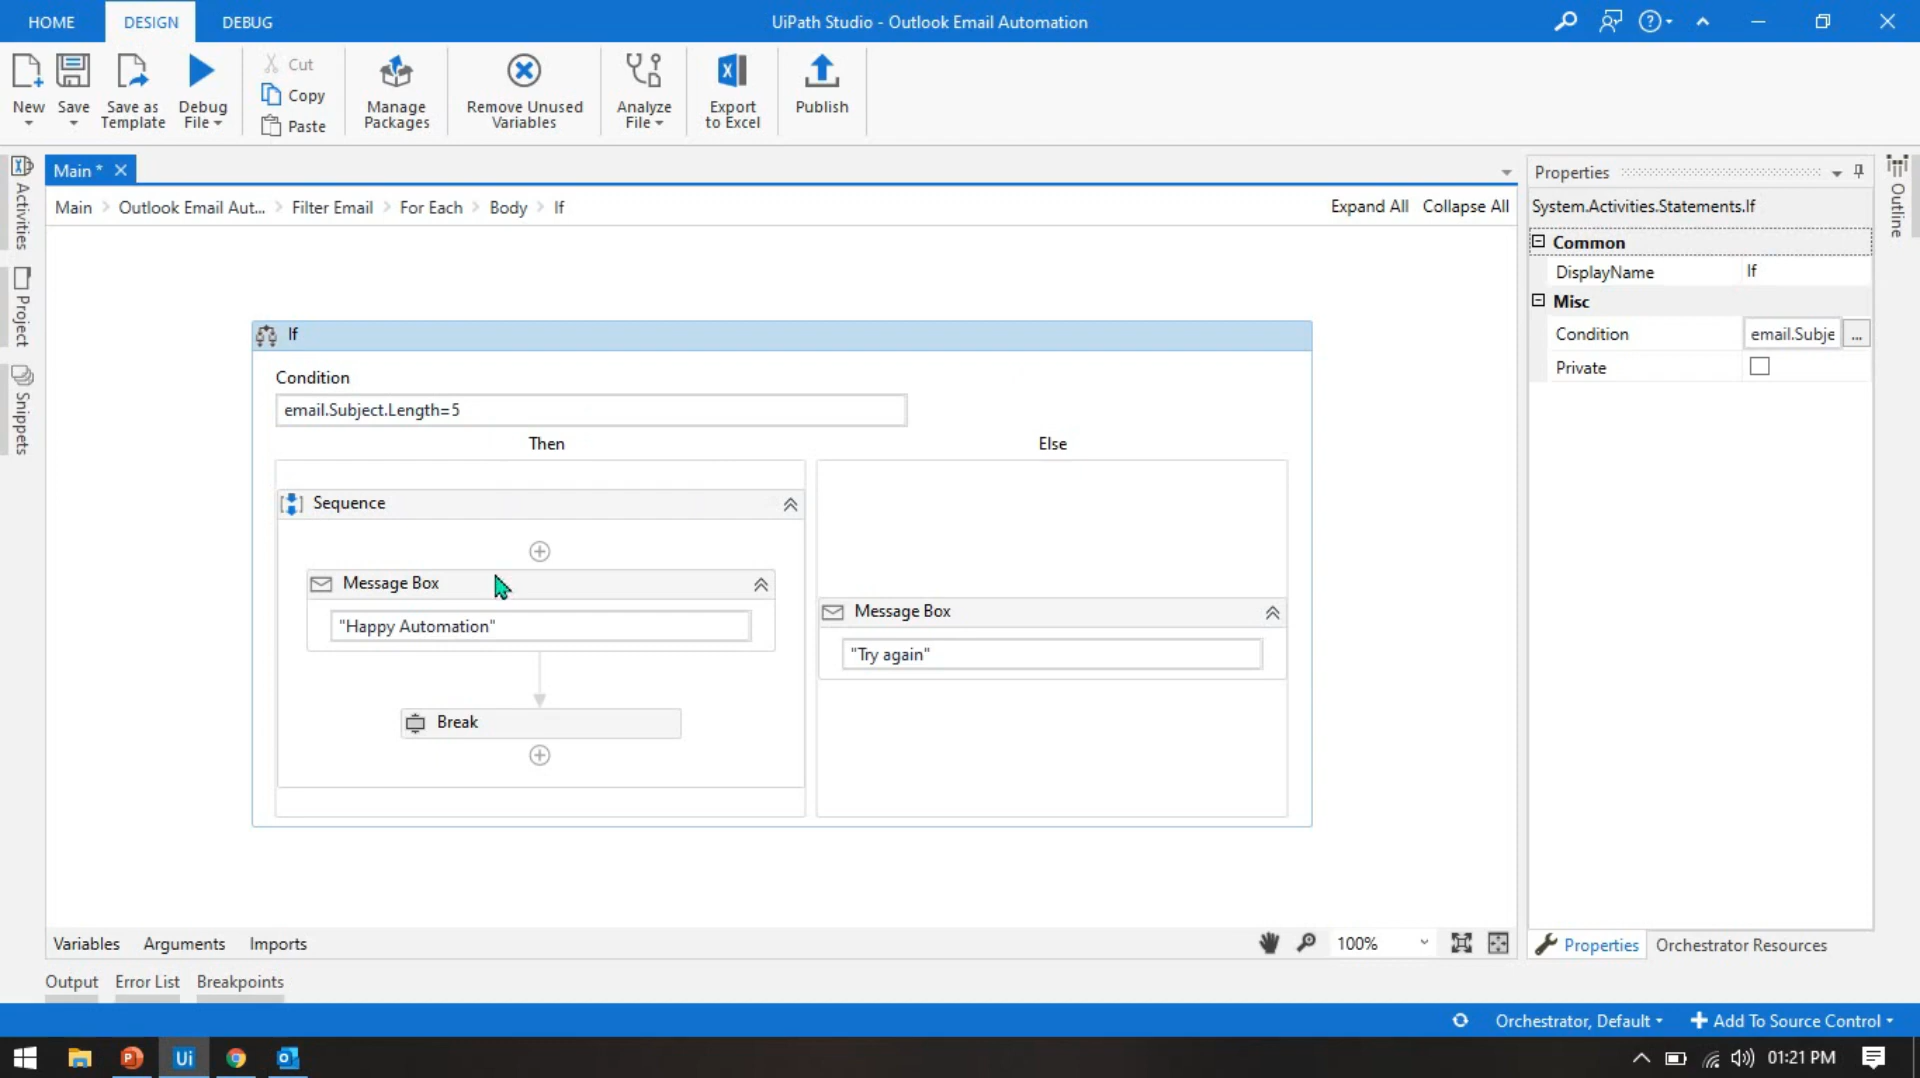 HOME DESIGN DEBUG UiPath Studio - Outlook Email Automation
New Save Save as Template Debug File Cut Copy Paste Manage Packages Remove Unused Variables Analyze File Export to Excel Publish
Activities
Project
Snippets
Main *
Main Outlook Email Aut... Filter Email For Each Body If Expand All Collapse All
If
Condition
email.Subject.Length=5
Then Else
Sequence
Message Box
"Happy Automation"
Break
Message Box
"Try again"
Variables Arguments Imports 100%
Output Error List Breakpoints
Properties
System.Activities.Statements.If
Common
DisplayName If
Misc
Condition email.Subje ...
Private
Properties Orchestrator Resources
Outline
Orchestrator, Default Add To Source Control
Ui 01:21 PM